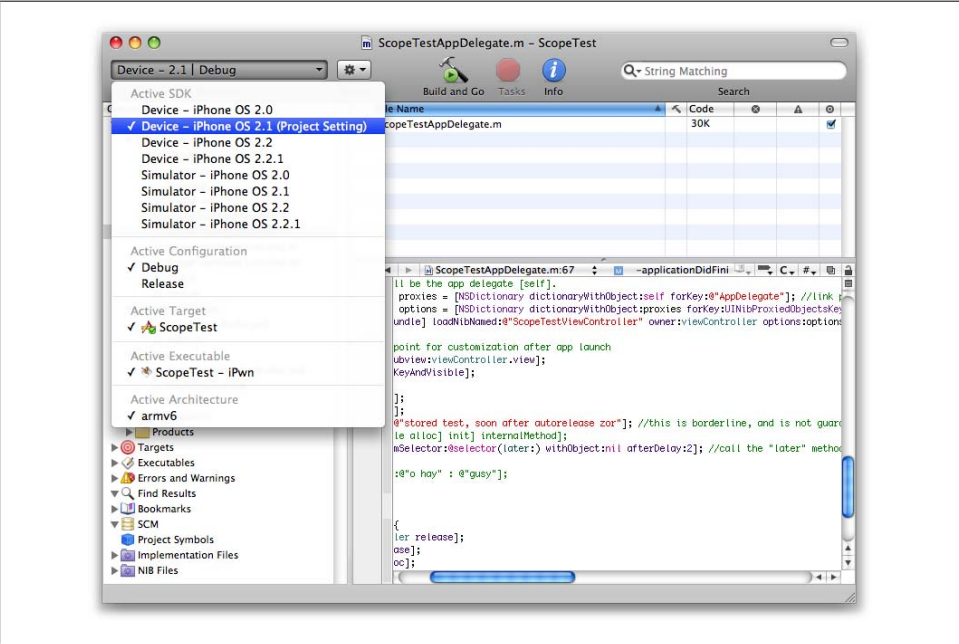 ScopeTestAppDelegate.m – ScopeTest
Device – 2.1 | Debug
String Matching
Build and Go
Tasks
Info
Search
Active SDK
Device – iPhone OS 2.0
✓ Device – iPhone OS 2.1 (Project Setting)
Device – iPhone OS 2.2
Device – iPhone OS 2.2.1
Simulator – iPhone OS 2.0
Simulator – iPhone OS 2.1
Simulator – iPhone OS 2.2
Simulator – iPhone OS 2.2.1
Active Configuration
✓ Debug
Release
Active Target
✓ ScopeTest
Active Executable
✓ ScopeTest – iPwn
Active Architecture
✓ armv6
Products
Targets
Executables
Errors and Warnings
Find Results
Bookmarks
SCM
Project Symbols
Implementation Files
NIB Files
le Name
Code
copeTestAppDelegate.m
30K
ScopeTestAppDelegate.m:67
-applicationDidFini
C
#
ll be the app delegate [self].
proxies = [NSDictionary dictionaryWithObject:self forKey:@"AppDelegate"]; //link
options = [NSDictionary dictionaryWithObject:proxies forKey:UINibProxiedObjectsKey
undle] loadNibNamed:@"ScopeTestViewController" owner:viewController options:options
point for customization after app launch
ubview:viewController.view];
KeyAndVisible];
];
];
@"stored test, soon after autorelease zor"]; //this is borderline, and is not guar
le alloc] init] internalMethod];
mSelector:@selector(later:) withObject:nil afterDelay:2]; //call the "later" method
:@"o hay" : @"gusy"];
{
ler release];
ase];
oc];